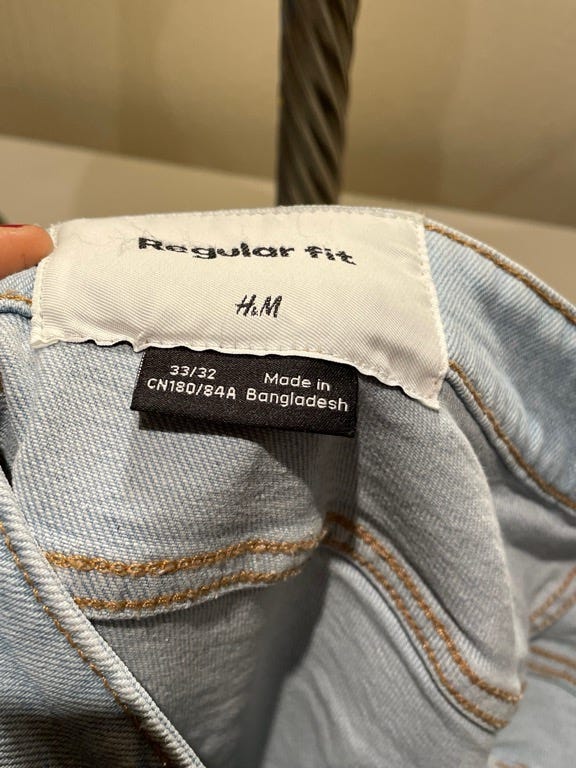 Regular fit
H&M
33/32
CN180/84A
Made in
Bangladesh